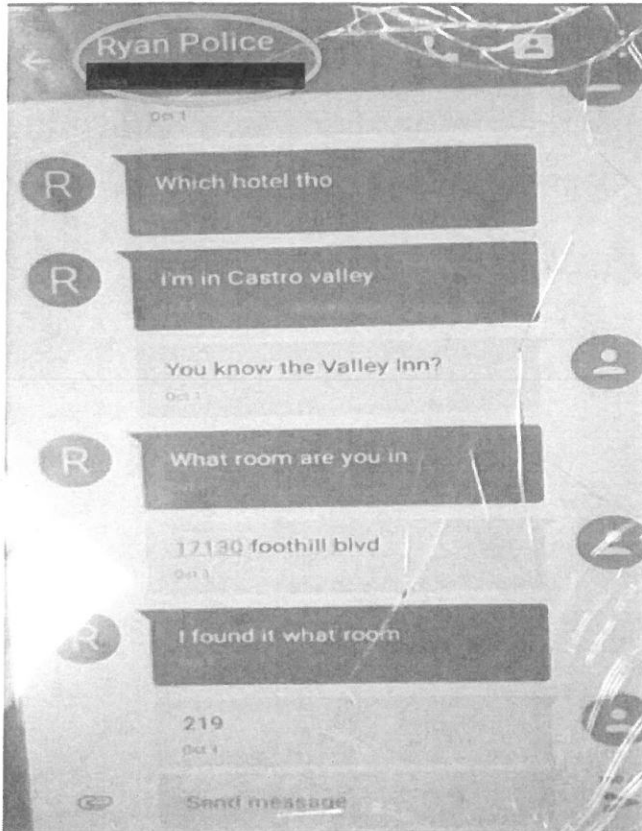 Ryan Police
Oct 1
R
Which hotel tho
R
i'm in Castro valley
You know the Valley Inn?
Oct 1
R
What room are you in
17130 foothill blvd
Oct 1
R
I found it what room
219
Oct 1
Send message